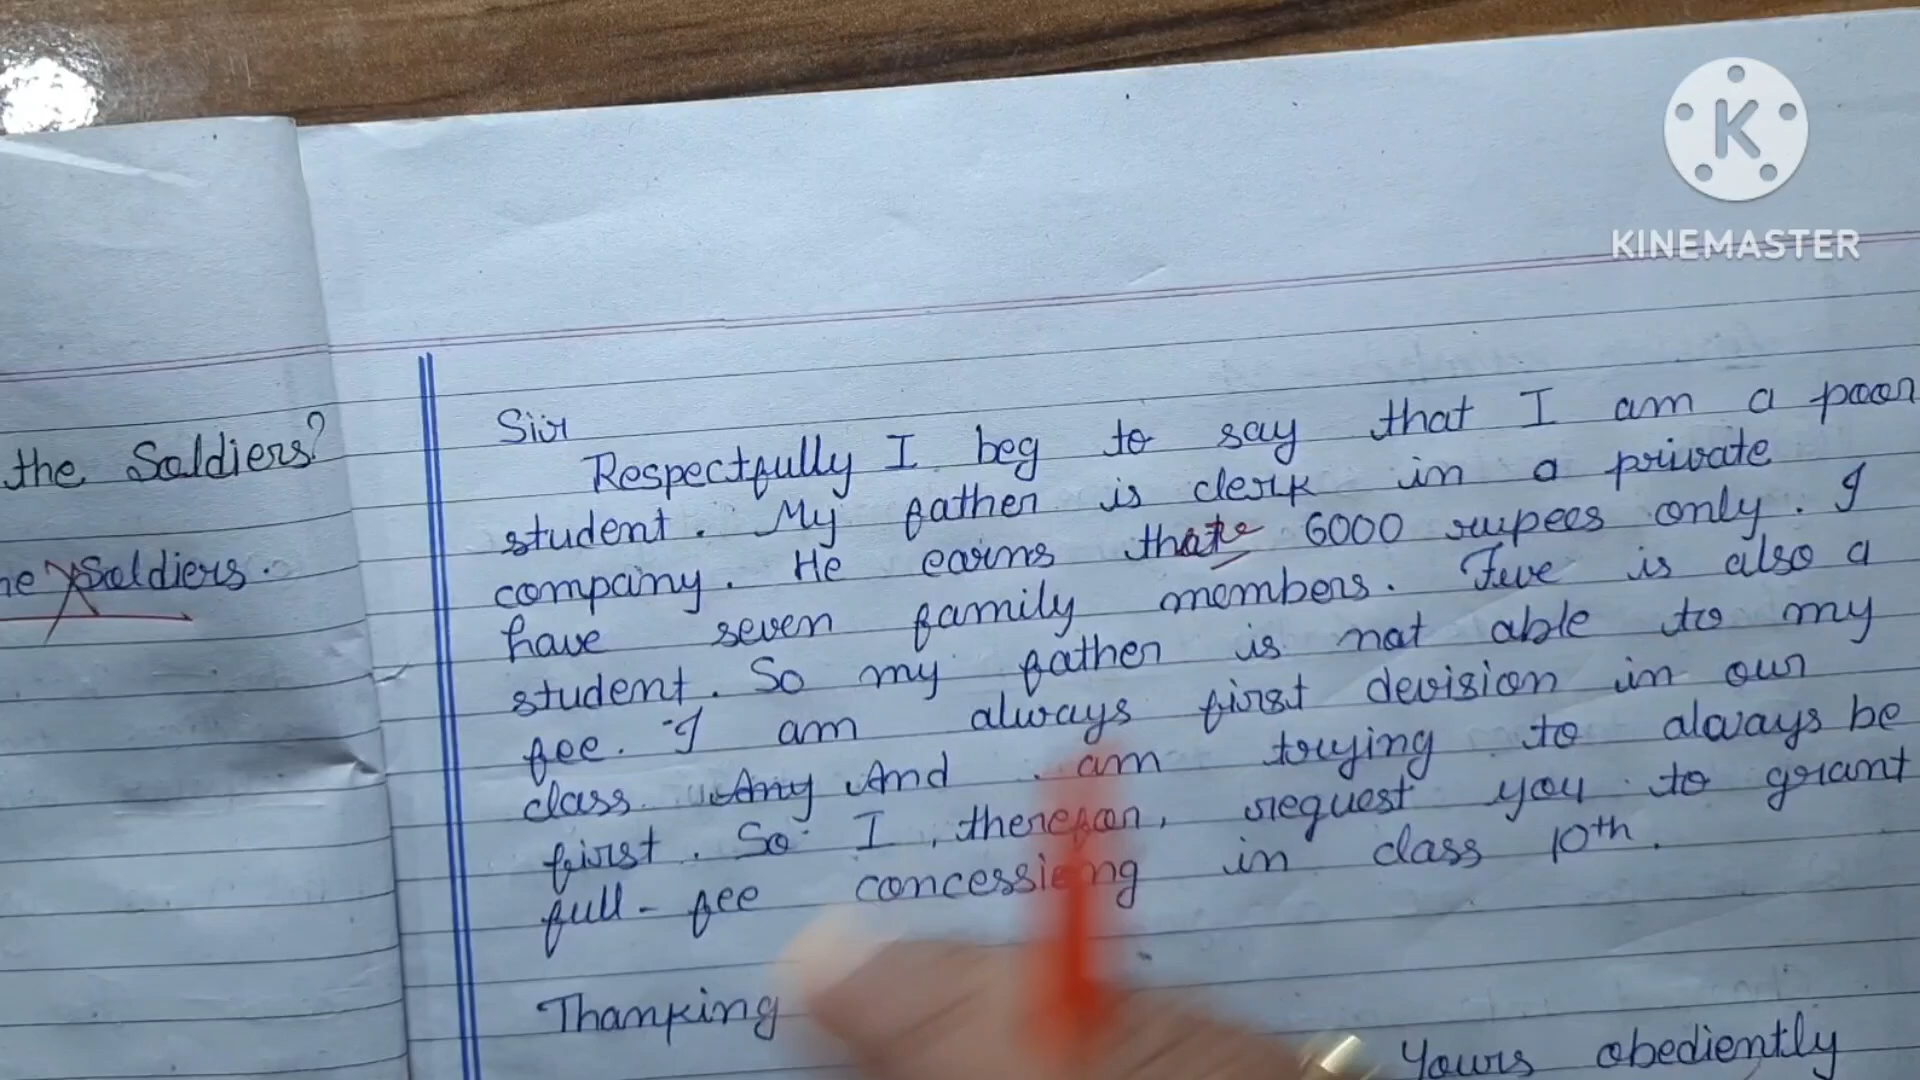 KINEMASTER
the Soldiers?
Soldiers.
Sir
Respectfully I beg to say that I am a poor
student. My father is clerk in a private
company. He earns 6000 rupees only. I
have seven family members. Five is also a
student. So my father is not able to my
fee. I am always first devision in our
class. And am trying to always be
first. So I, therefor, request you to grant
full-fee concessiong in class 10th.
Thanking
Yours obediently